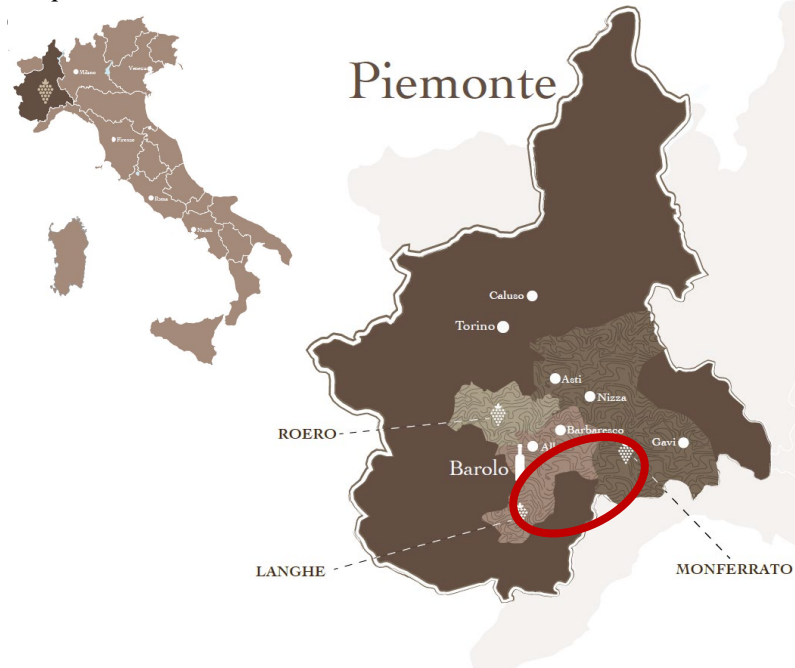 Piemonte
Milano
Venezia
Firenze
Roma
Napoli
Caluso
Torino
Asti
Nizza
ROERO
Barbaresco
Gavi
Barolo
LANGHE
MONFERRATO